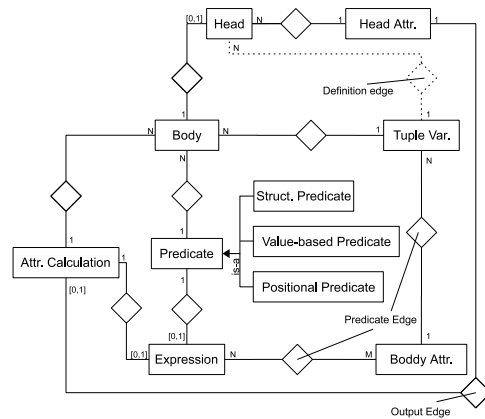 [0,1] Head N 1 Head Attr.
N
Definition edge
1 1
N Body N 1 Tuple Var.
N N
Struct. Predicate
1 1 Value-based Predicate
Attr. Calculation 1 Predicate is-a
[0,1] 1 Positional Predicate
Predicate Edge
[0,1] 1
[0,1] Expression N M Boddy Attr.
Output Edge